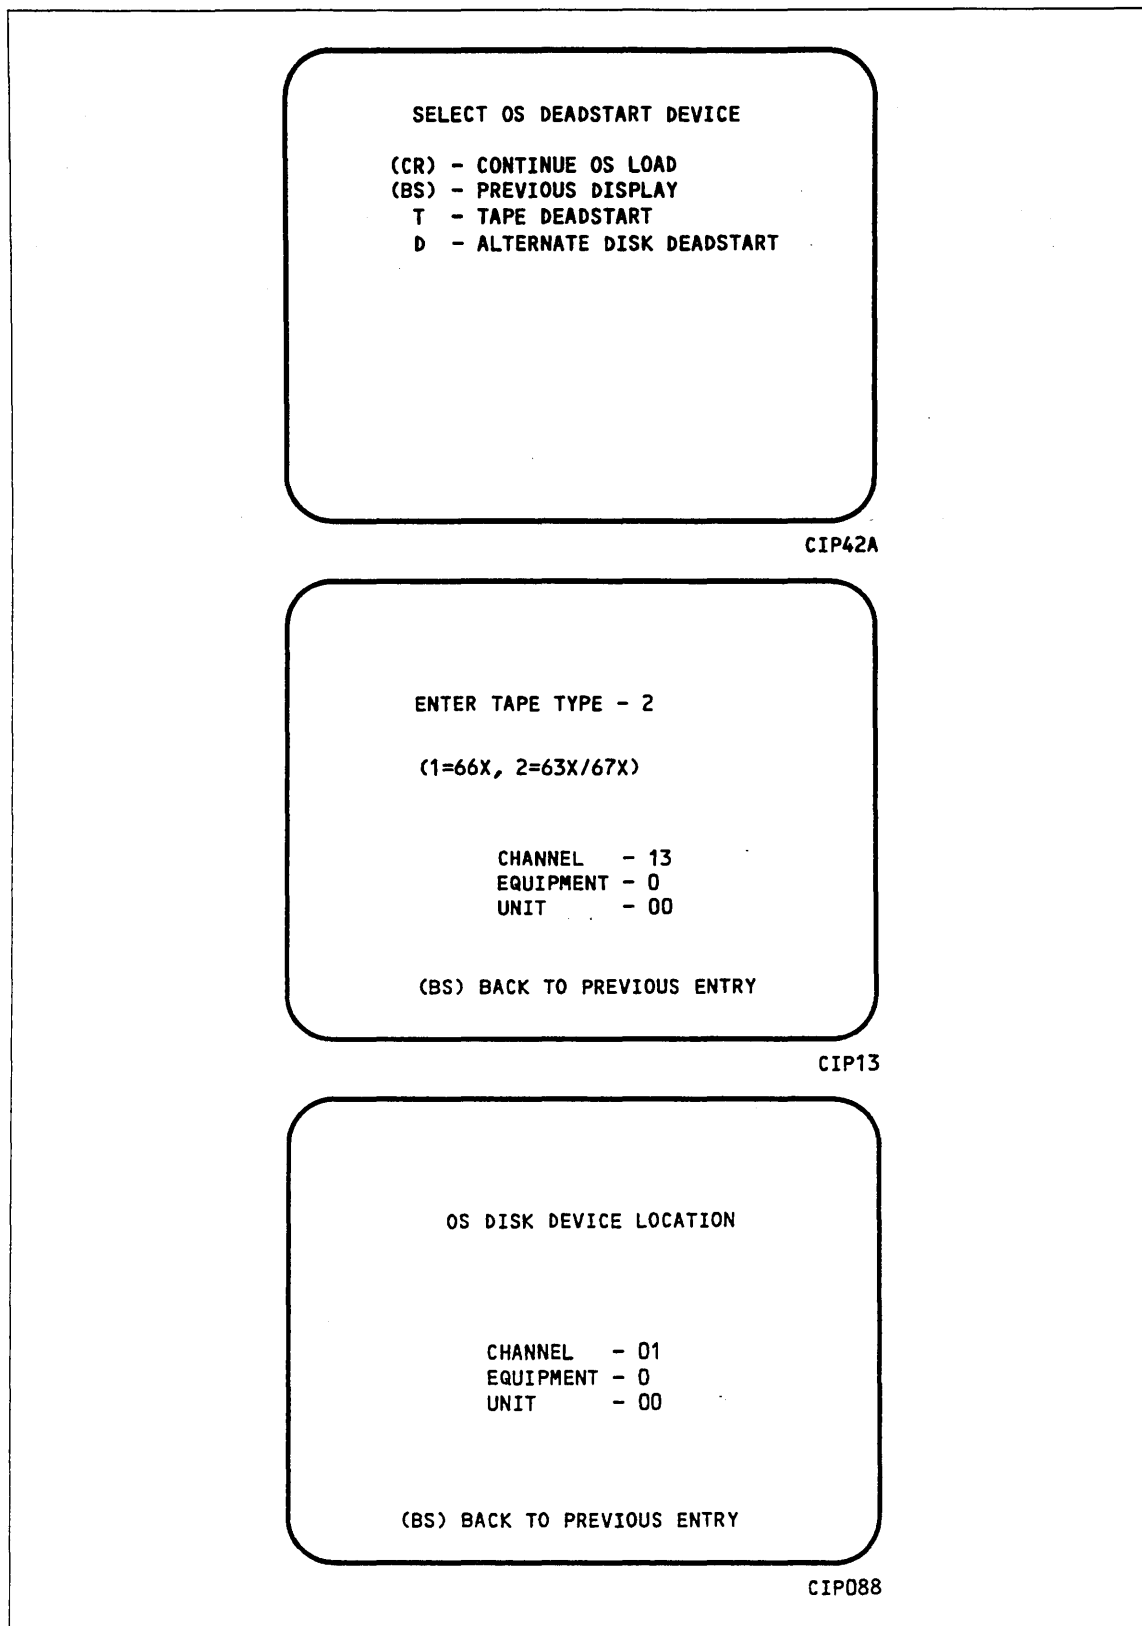 SELECT OS DEADSTART DEVICE
(CR) - CONTINUE OS LOAD
(BS) - PREVIOUS DISPLAY
T - TAPE DEADSTART
D - ALTERNATE DISK DEADSTART
CIP42A
ENTER TAPE TYPE - 2
(1=66X, 2=63X/67X)
CHANNEL - 13
EQUIPMENT - 0
UNIT - 00
(BS) BACK TO PREVIOUS ENTRY
CIP13
OS DISK DEVICE LOCATION
CHANNEL - 01
EQUIPMENT - 0
UNIT - 00
(BS) BACK TO PREVIOUS ENTRY
CIP088